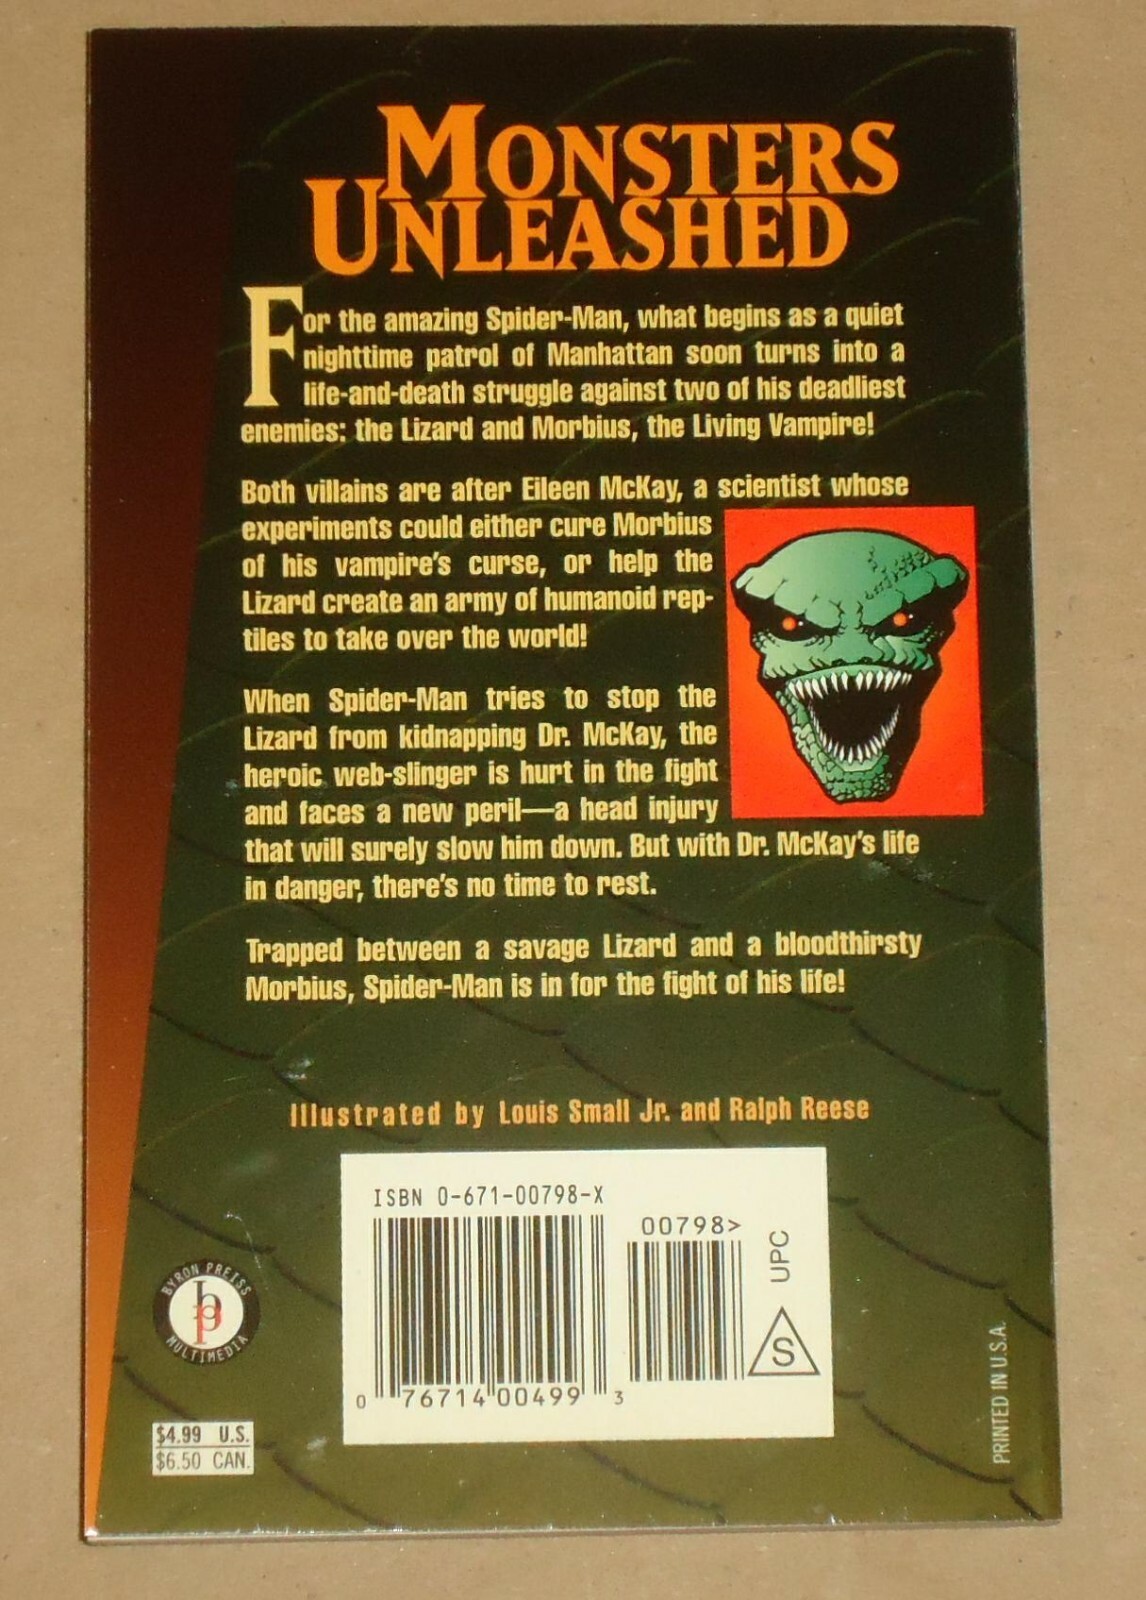 MONSTERS
UNLEASHED
For the amazing Spider-Man, what begins as a quiet
nighttime patrol of Manhattan soon turns into a
life-and-death struggle against two of his deadliest
enemies: the Lizard and Morbius, the Living Vampire!
Both villains are after Eileen McKay, a scientist whose
experiments could either cure Morbius
of his vampire's curse, or help the
Lizard create an army of humanoid rep-
tiles to take over the world!
When Spider-Man tries to stop the
Lizard from kidnapping Dr. McKay, the
heroic web-slinger is hurt in the fight
and faces a new peril—a head injury
that will surely slow him down. But with Dr. McKay's life
in danger, there's no time to rest.
Trapped between a savage Lizard and a bloodthirsty
Morbius, Spider-Man is in for the fight of his life!
Illustrated by Louis Small Jr. and Ralph Reese
ISBN 0-671-00798-X
00798>
UPC
S
0 76714 00499 3
BYRON PREISS
bp
MULTIMEDIA
$4.99 U.S.
$6.50 CAN.
PRINTED IN U.S.A.